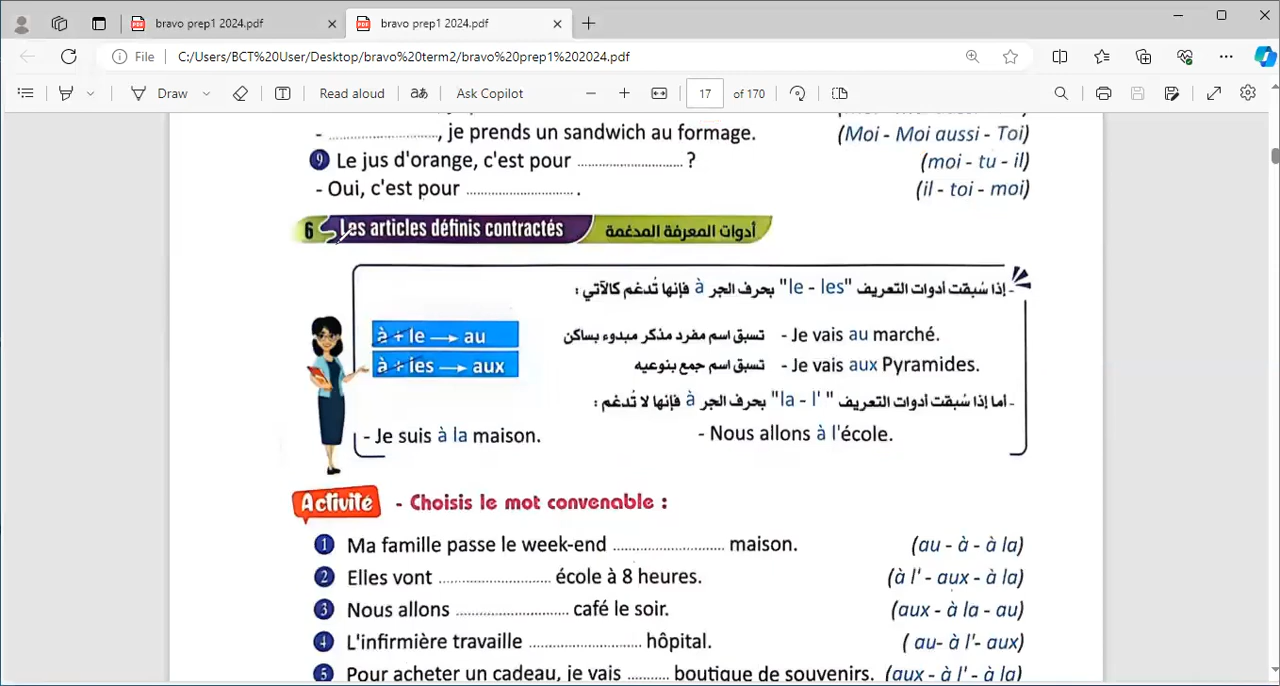 bravo prep1 2024.pdf
bravo prep1 2024.pdf
File C:/Users/BCT%20User/Desktop/bravo%20term2/bravo%20prep1%202024.pdf
Draw Read aloud aあ Ask Copilot 17 of 170
- ........................, je prends un sandwich au formage. (Moi - Moi aussi - Toi)
9 Le jus d'orange, c'est pour ........................ ? (moi - tu - il)
- Oui, c'est pour ........................ . (il - toi - moi)
6 Les articles définis contractés أدوات المعرفة المدغمة
- إذا سُبقت أدوات التعريف "le - les" بحرف الجر à فإنها تُدغم كالآتي :
à + le → au تسبق اسم مفرد مذكر مبدوء بساكن - Je vais au marché.
à + les → aux تسبق اسم جمع بنوعيه - Je vais aux Pyramides.
- أما إذا سُبقت أدوات التعريف "la - l' " بحرف الجر à فإنها لا تُدغم :
- Je suis à la maison. - Nous allons à l'école.
Activité - Choisis le mot convenable :
1 Ma famille passe le week-end ........................ maison. (au - à - à la)
2 Elles vont ........................ école à 8 heures. (à l' - aux - à la)
3 Nous allons ........................ café le soir. (aux - à la - au)
4 L'infirmière travaille ........................ hôpital. ( au- à l'- aux)
5 Pour acheter un cadeau, je vais .......... boutique de souvenirs. (aux - à l' - à la)